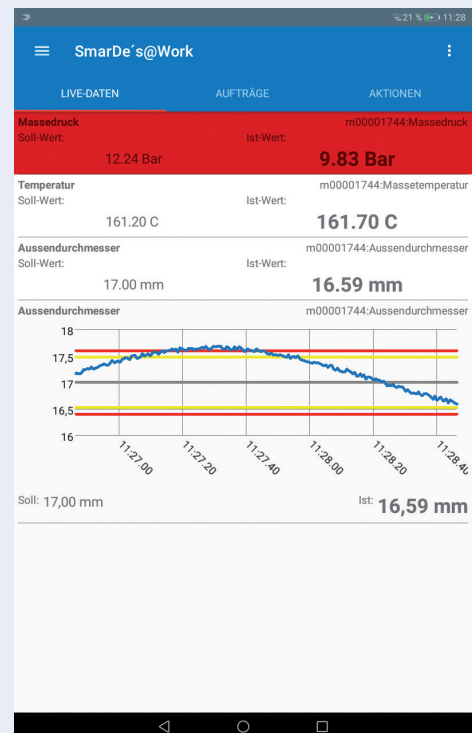 21 % 11:28
SmarDe´s@Work
LIVE-DATEN AUFTRÄGE AKTIONEN
Massedruck m00001744:Massedruck
Soll-Wert: Ist-Wert:
12.24 Bar 9.83 Bar
Temperatur m00001744:Massetemperatur
Soll-Wert: Ist-Wert:
161.20 C 161.70 C
Aussendurchmesser m00001744:Aussendurchmesser
Soll-Wert: Ist-Wert:
17.00 mm 16.59 mm
Aussendurchmesser m00001744:Aussendurchmesser
18
17,5
17
16,5
16
11:27.00 11:27.20 11:27.40 11:28.00 11:28.20 11:28.40
Soll: 17,00 mm Ist: 16,59 mm